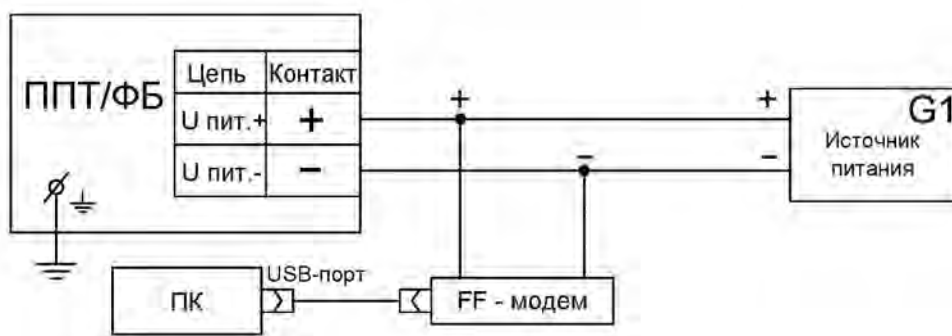 ППТ/ФБ
Цепь Контакт
U пит.+ +
U пит.- -
+
-
+
-
G1
Источник
питания
USB-порт
ПК
FF - модем